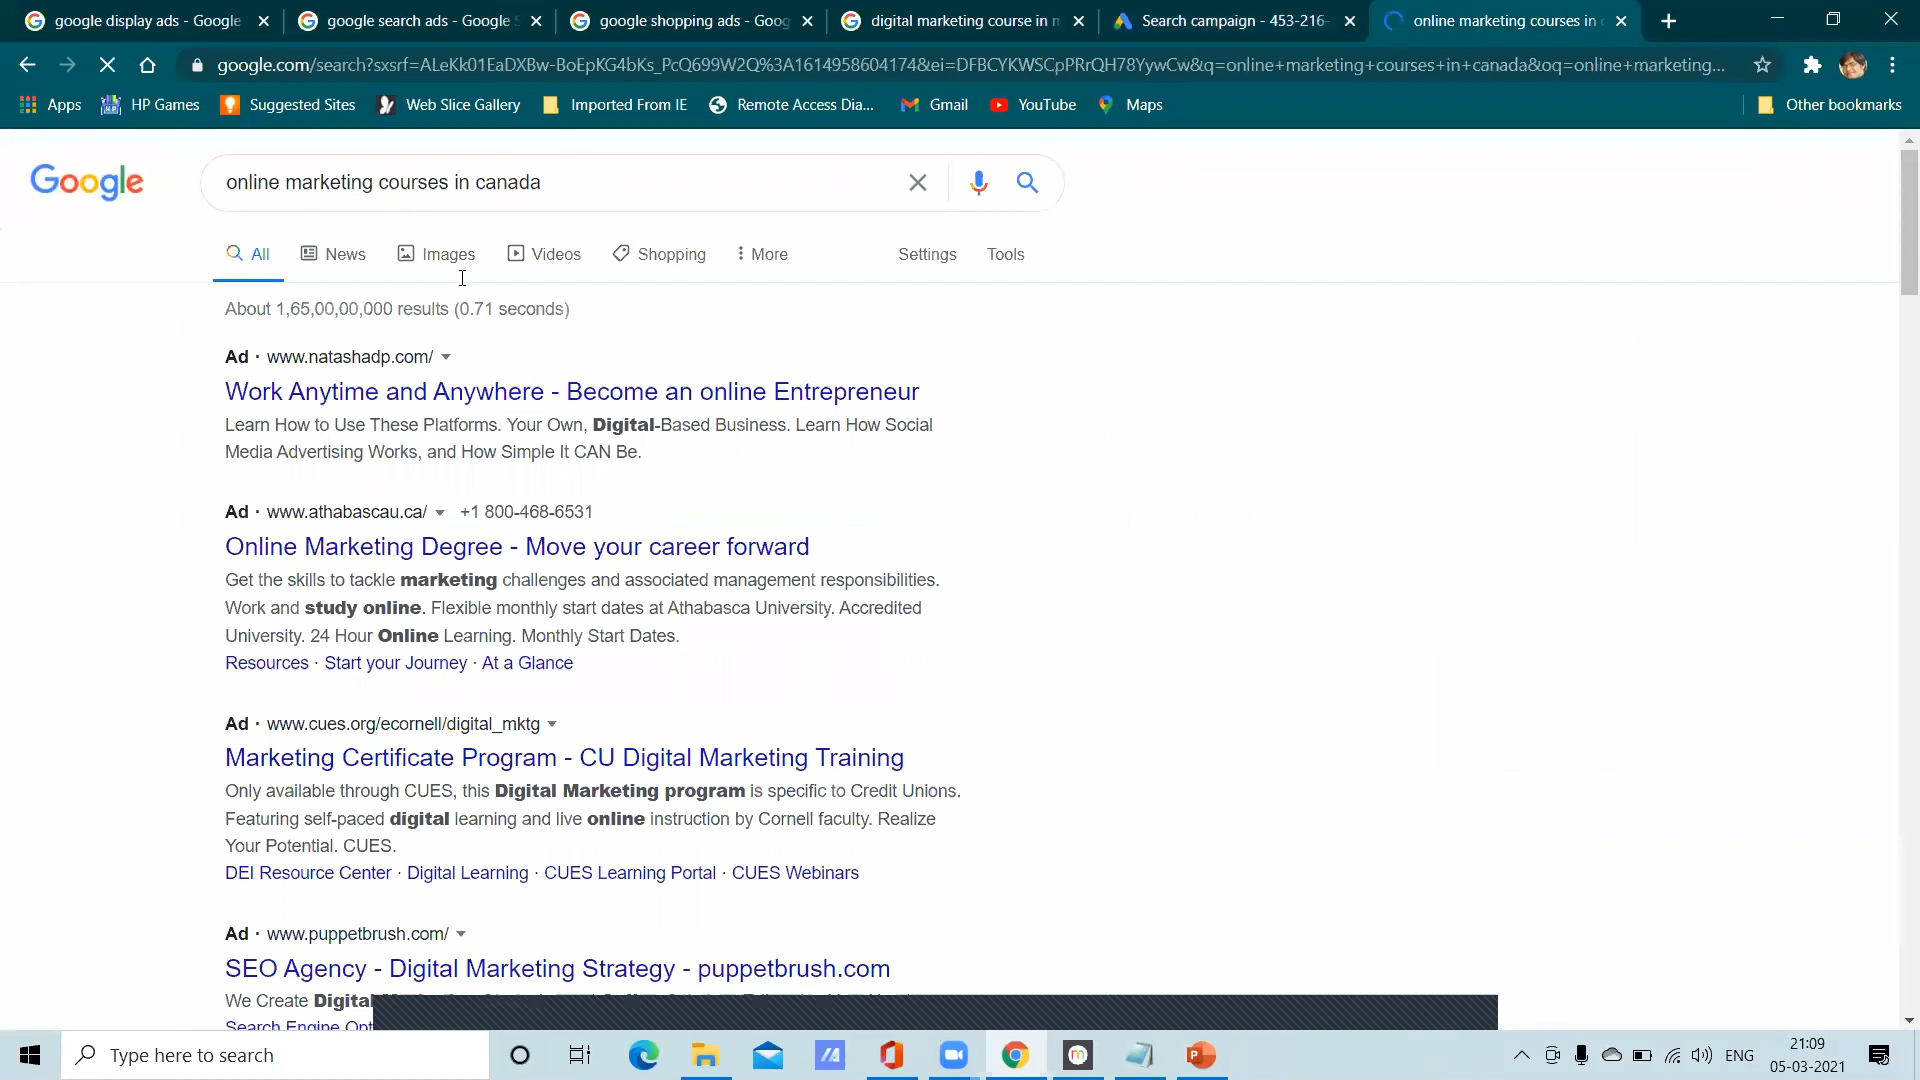 google display ads - Google
google search ads - Google S
google shopping ads - Goog
digital marketing course in m
Search campaign - 453-216-
online marketing courses in c
google.com/search?sxsrf=ALeKk01EaDXBw-BoEpKG4bKs_PcQ699W2Q%3A1614958604174&ei=DFBCYKWSCpPRrQH78YywCw&q=online+marketing+courses+in+canada&oq=online+marketing...
Apps
HP Games
Suggested Sites
Web Slice Gallery
Imported From IE
Remote Access Dia...
Gmail
YouTube
Maps
Other bookmarks
Google
online marketing courses in canada
All
News
Images
Videos
Shopping
More
Settings
Tools
About 1,65,00,00,000 results (0.71 seconds)
Ad · www.natashadp.com/
Work Anytime and Anywhere - Become an online Entrepreneur
Learn How to Use These Platforms. Your Own, Digital-Based Business. Learn How Social
Media Advertising Works, and How Simple It CAN Be.
Ad · www.athabascau.ca/ +1 800-468-6531
Online Marketing Degree - Move your career forward
Get the skills to tackle marketing challenges and associated management responsibilities.
Work and study online. Flexible monthly start dates at Athabasca University. Accredited
University. 24 Hour Online Learning. Monthly Start Dates.
Resources · Start your Journey · At a Glance
Ad · www.cues.org/ecornell/digital_mktg
Marketing Certificate Program - CU Digital Marketing Training
Only available through CUES, this Digital Marketing program is specific to Credit Unions.
Featuring self-paced digital learning and live online instruction by Cornell faculty. Realize
Your Potential. CUES.
DEI Resource Center · Digital Learning · CUES Learning Portal · CUES Webinars
Ad · www.puppetbrush.com/
SEO Agency - Digital Marketing Strategy - puppetbrush.com
We Create Digital
Search Engine
Type here to search
ENG
21:09
05-03-2021